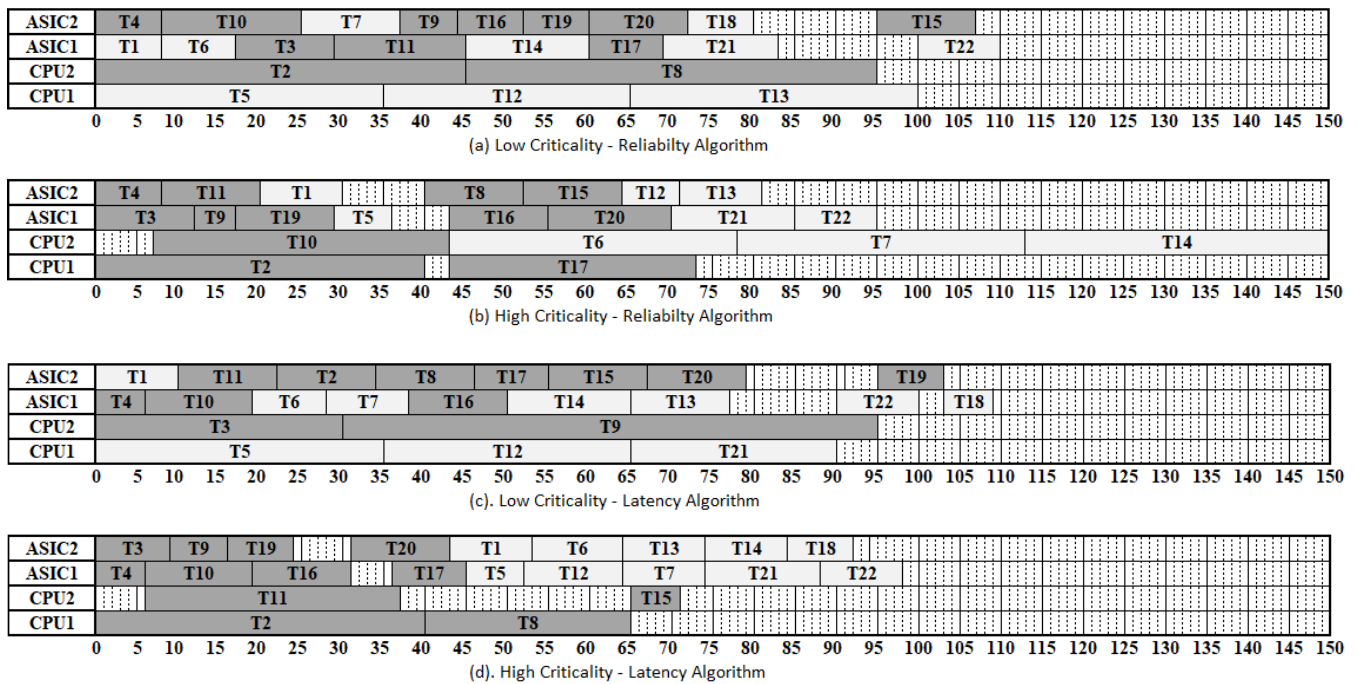 ASIC2 T4 T10 T7 T9 T16 T19 T20 T18 T15
ASIC1 T1 T6 T3 T11 T14 T17 T21 T22
CPU2 T2 T8
CPU1 T5 T12 T13
0 5 10 15 20 25 30 35 40 45 50 55 60 65 70 75 80 85 90 95 100 105 110 115 120 125 130 135 140 145 150
(a) Low Criticality - Reliabilty Algorithm
ASIC2 T4 T11 T1 T8 T15 T12 T13
ASIC1 T3 T9 T19 T5 T16 T20 T21 T22
CPU2 T10 T6 T7 T14
CPU1 T2 T17
0 5 10 15 20 25 30 35 40 45 50 55 60 65 70 75 80 85 90 95 100 105 110 115 120 125 130 135 140 145 150
(b) High Criticality - Reliabilty Algorithm
ASIC2 T1 T11 T2 T8 T17 T15 T20 T19
ASIC1 T4 T10 T6 T7 T16 T14 T13 T22 T18
CPU2 T3 T9
CPU1 T5 T12 T21
0 5 10 15 20 25 30 35 40 45 50 55 60 65 70 75 80 85 90 95 100 105 110 115 120 125 130 135 140 145 150
(c). Low Criticality - Latency Algorithm
ASIC2 T3 T9 T19 T20 T1 T6 T13 T14 T18
ASIC1 T4 T10 T16 T17 T5 T12 T7 T21 T22
CPU2 T11 T15
CPU1 T2 T8
0 5 10 15 20 25 30 35 40 45 50 55 60 65 70 75 80 85 90 95 100 105 110 115 120 125 130 135 140 145 150
(d). High Criticality - Latency Algorithm